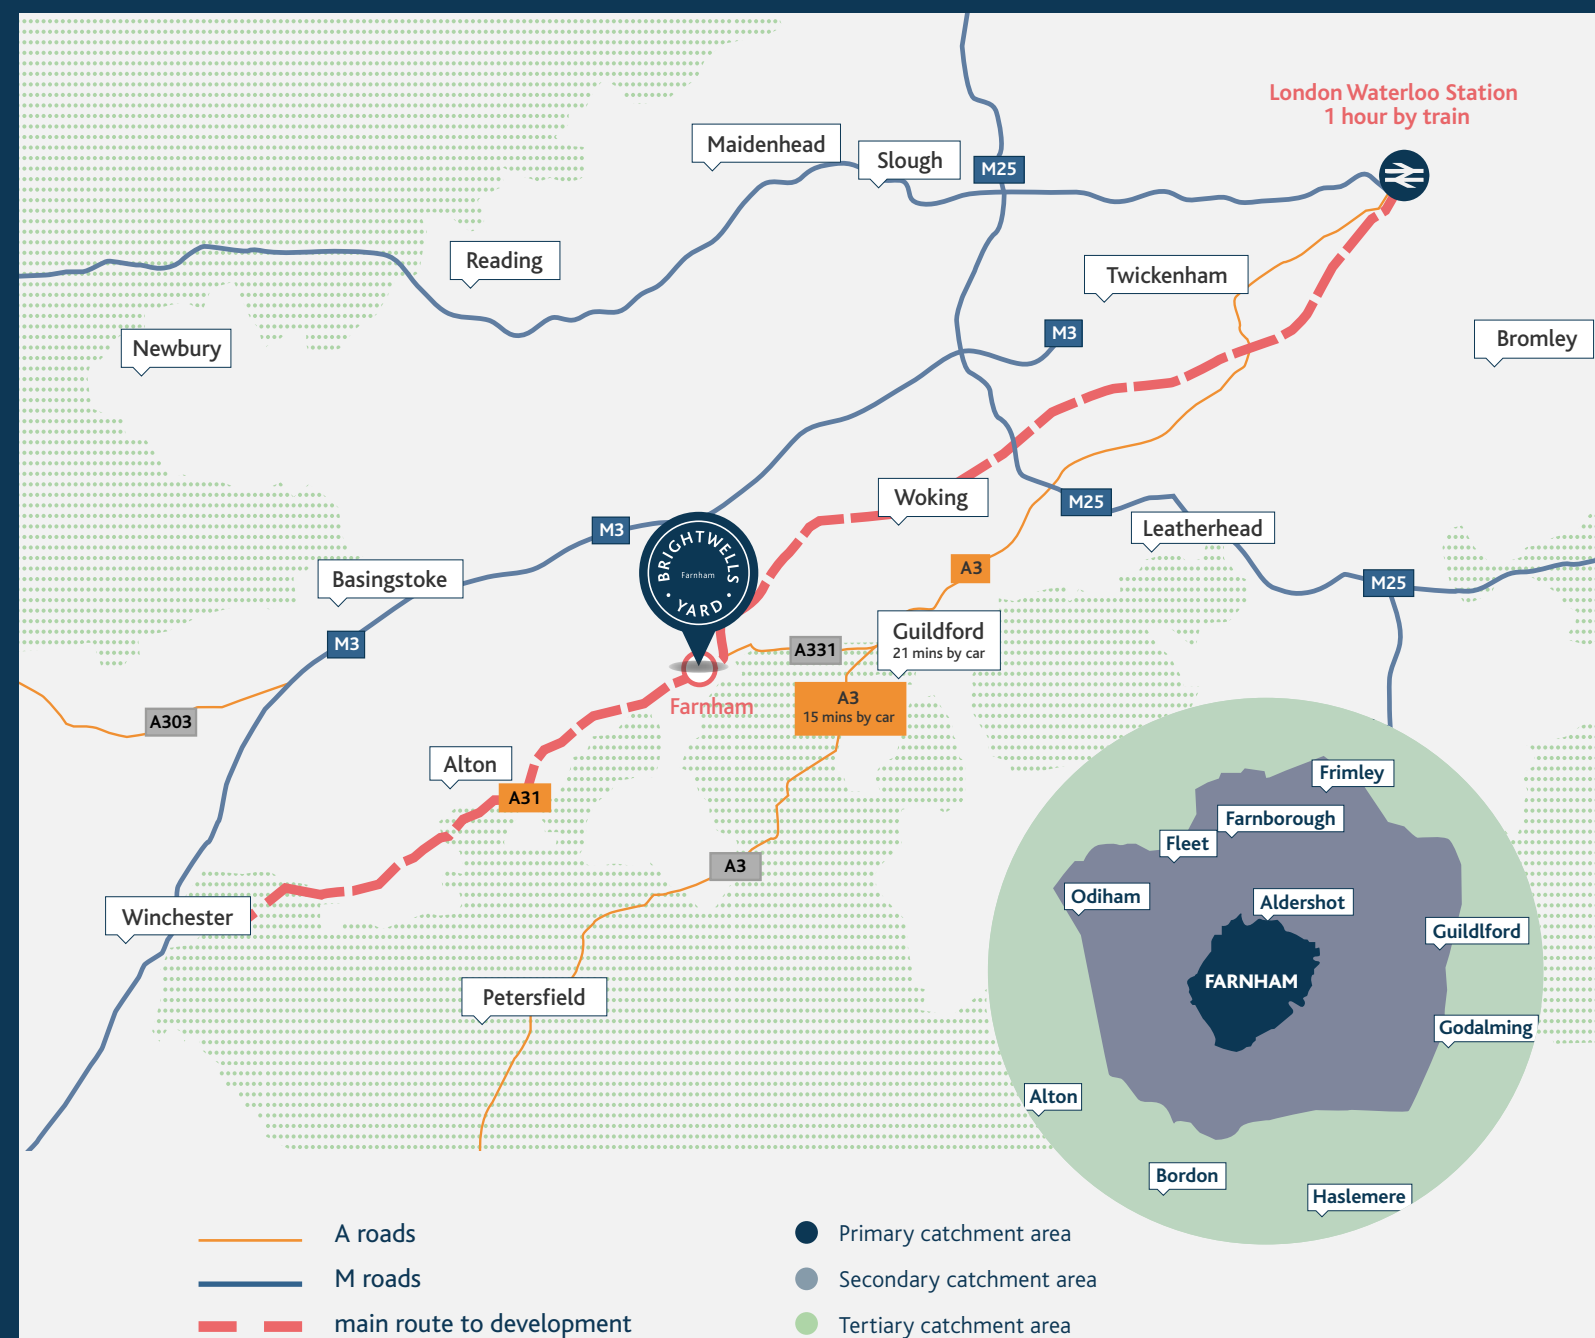 London Waterloo Station
1 hour by train
Maidenhead
Slough
M25
Reading
Twickenham
Newbury
M3
Bromley
Woking
M25
M3
Leatherhead
BRIGHTWELLS
Farnham
• YARD •
A3
Basingstoke
M25
M3
Guildford
21 mins by car
A331
A3
15 mins by car
Farnham
A303
Alton
A31
A3
Winchester
Petersfield
Frimley
Farnborough
Fleet
Odiham
Aldershot
Guildlford
FARNHAM
Godalming
Alton
Bordon
Haslemere
A roads
M roads
main route to development
Primary catchment area
Secondary catchment area
Tertiary catchment area